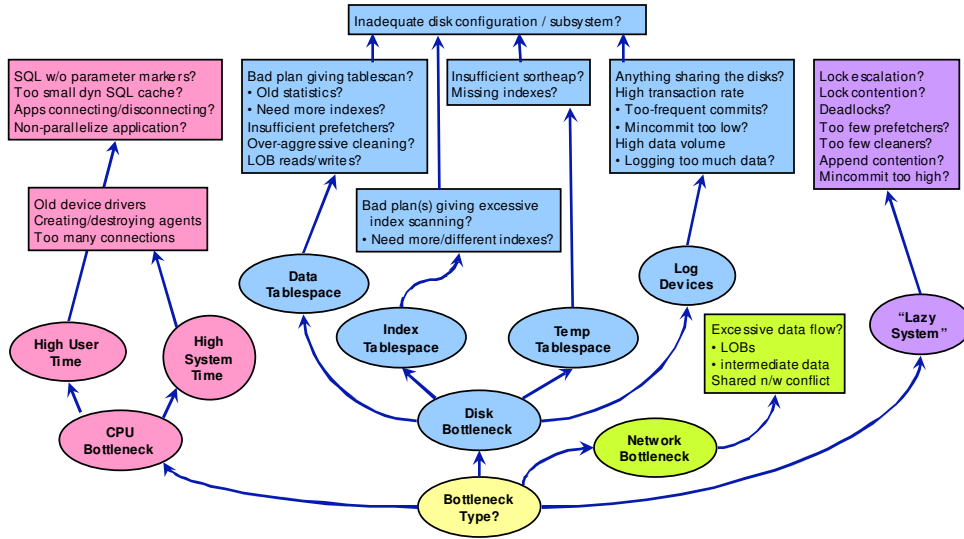 Inadequate disk configuration / subsystem?
SQL w/o parameter markers?
Too small dyn SQL cache?
Apps connecting/disconnecting?
Non-parallelize application?
Bad plan giving tablescan?
• Old statistics?
• Need more indexes?
Insufficient prefetchers?
Over-aggressive cleaning?
LOB reads/writes?
Insufficient sortheap?
Missing indexes?
Anything sharing the disks?
High transaction rate
• Too-frequent commits?
• Mincommit too low?
High data volume
• Logging too much data?
Lock escalation?
Lock contention?
Deadlocks?
Too few prefetchers?
Too few cleaners?
Append contention?
Mincommit too high?
Old device drivers
Creating/destroying agents
Too many connections
Bad plan(s) giving excessive
index scanning?
• Need more/different indexes?
Data
Tablespace
Log
Devices
High User
Time
High
System
Time
Index
Tablespace
Temp
Tablespace
Excessive data flow?
• LOBs
• intermediate data
Shared n/w conflict
“Lazy
System”
CPU
Bottleneck
Disk
Bottleneck
Network
Bottleneck
Bottleneck
Type?